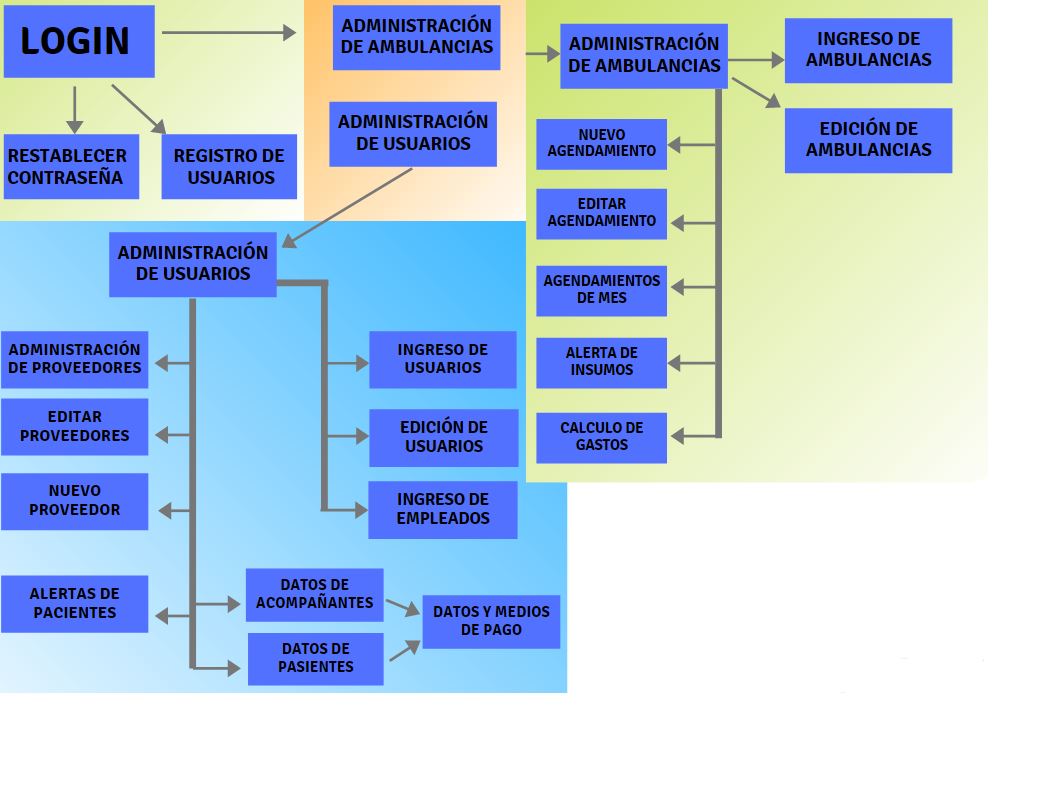 LOGIN
RESTABLECER
CONTRASEÑA
REGISTRO DE
USUARIOS
ADMINISTRACIÓN
DE AMBULANCIAS
ADMINISTRACIÓN
DE USUARIOS
ADMINISTRACIÓN
DE AMBULANCIAS
INGRESO DE
AMBULANCIAS
EDICIÓN DE
AMBULANCIAS
NUEVO
AGENDAMIENTO
EDITAR
AGENDAMIENTO
AGENDAMIENTOS
DE MES
ALERTA DE
INSUMOS
CALCULO DE
GASTOS
ADMINISTRACIÓN
DE USUARIOS
ADMINISTRACIÓN
DE PROVEEDORES
EDITAR
PROVEEDORES
NUEVO
PROVEEDOR
ALERTAS DE
PACIENTES
INGRESO DE
USUARIOS
EDICIÓN DE
USUARIOS
INGRESO DE
EMPLEADOS
DATOS DE
ACOMPAÑANTES
DATOS DE
PASIENTES
DATOS Y MEDIOS
DE PAGO